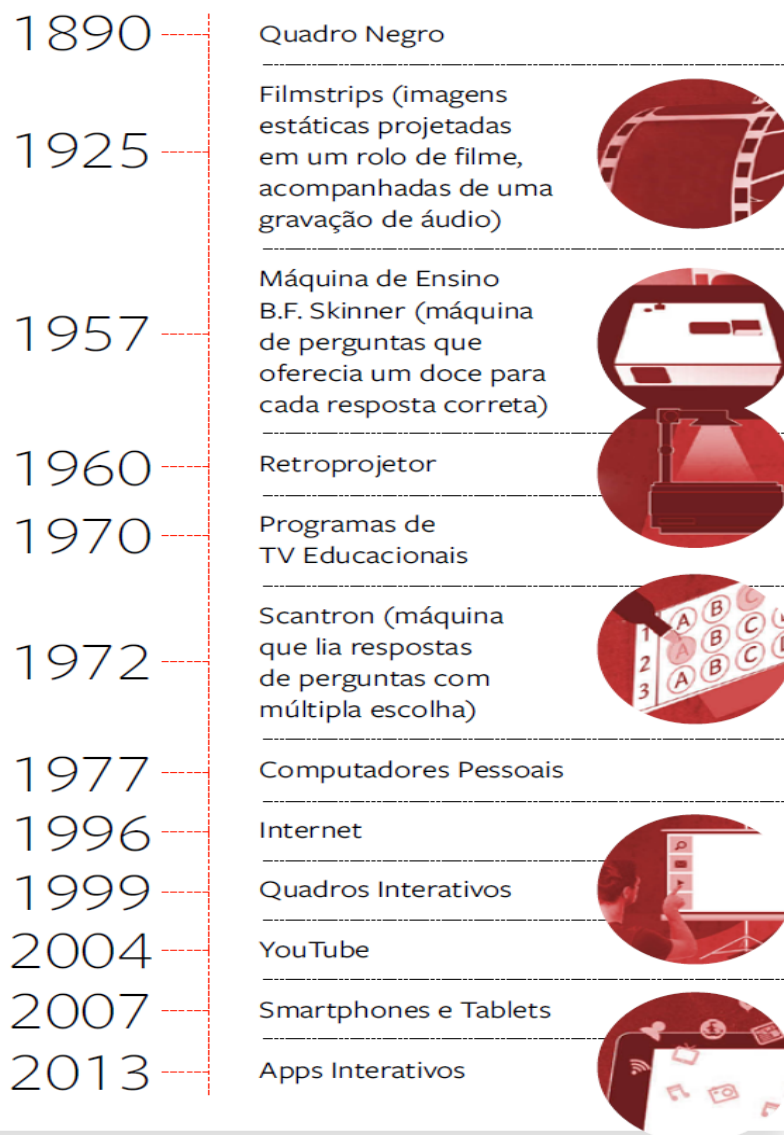 1890
Quadro Negro
1925
Filmstrips (imagens
estáticas projetadas
em um rolo de filme,
acompanhadas de uma
gravação de áudio)
1957
Máquina de Ensino
B.F. Skinner (máquina
de perguntas que
oferecia um doce para
cada resposta correta)
1960
Retroprojetor
1970
Programas de
TV Educacionais
1972
Scantron (máquina
que lia respostas
de perguntas com
múltipla escolha)
1 A B C
2 A B C
3 A B C
1977
Computadores Pessoais
1996
Internet
1999
Quadros Interativos
2004
YouTube
2007
Smartphones e Tablets
2013
Apps Interativos